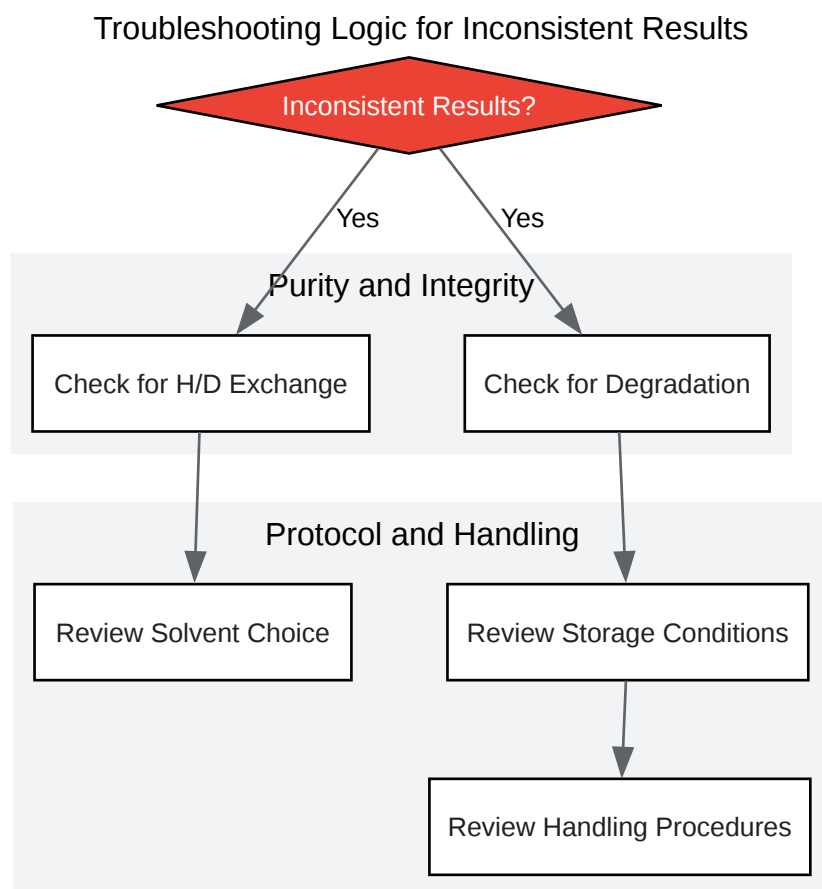 Troubleshooting Logic for Inconsistent Results
Inconsistent Results?
Yes
Yes
Purity and Integrity
Check for H/D Exchange
Check for Degradation
Protocol and Handling
Review Solvent Choice
Review Storage Conditions
Review Handling Procedures